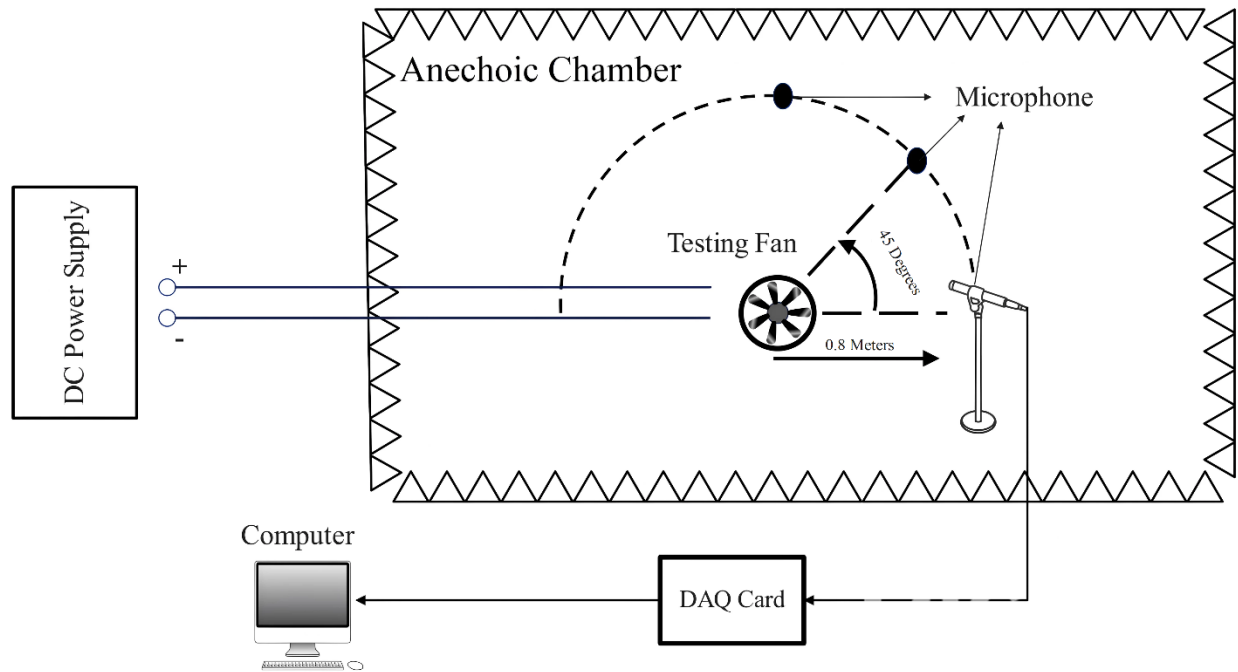 Anechoic Chamber
Microphone
DC Power Supply
+
-
Testing Fan
45 Degrees
0.8 Meters
Computer
DAQ Card